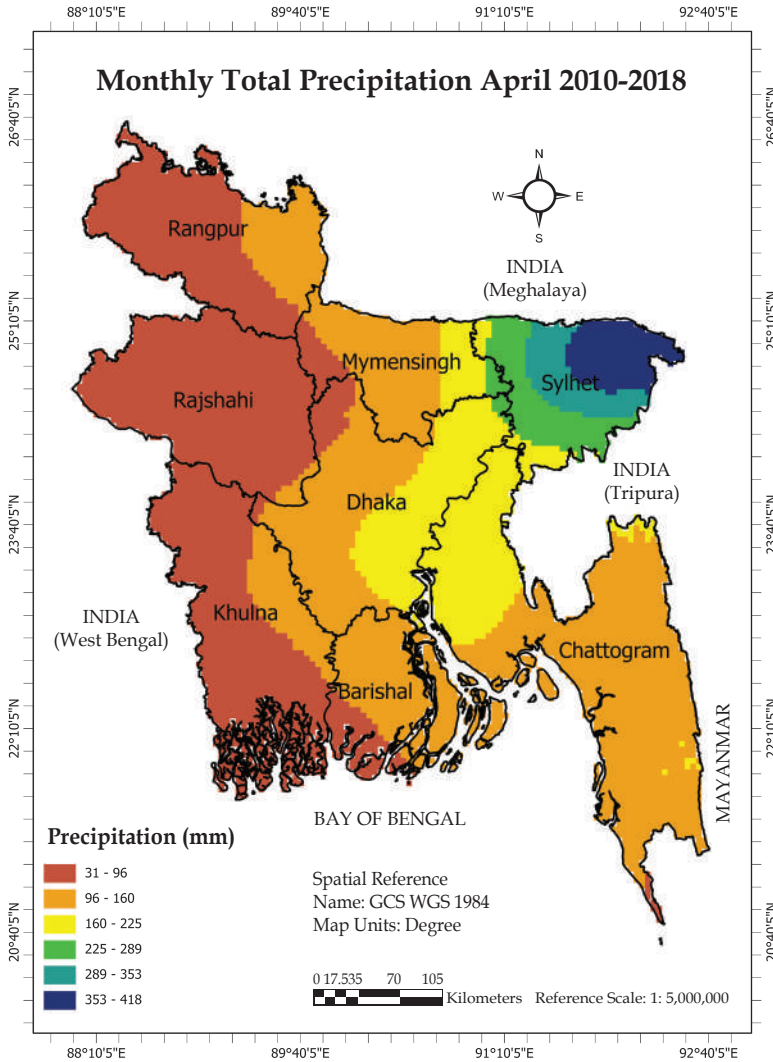 88°10'5"E 89°40'5"E 91°10'5"E 92°40'5"E
Monthly Total Precipitation April 2010-2018
26°40'5"N 26°40'5"N
N
W E
S
Rangpur
INDIA
(Meghalaya)
25°10'5"N 25°10'5"N
Mymensingh
Sylhet
Rajshahi
INDIA
(Tripura)
Dhaka
23°40'5"N 23°40'5"N
INDIA
(West Bengal)
Khulna
Chattogram
Barishal
22°10'5"N 22°10'5"N
MAYANMAR
BAY OF BENGAL
Precipitation (mm)
31 - 96
96 - 160
160 - 225
225 - 289
289 - 353
353 - 418
Spatial Reference
Name: GCS WGS 1984
Map Units: Degree
20°40'5"N 20°40'5"N
0 17.535 70 105
Kilometers Reference Scale: 1: 5,000,000
88°10'5"E 89°40'5"E 91°10'5"E 92°40'5"E